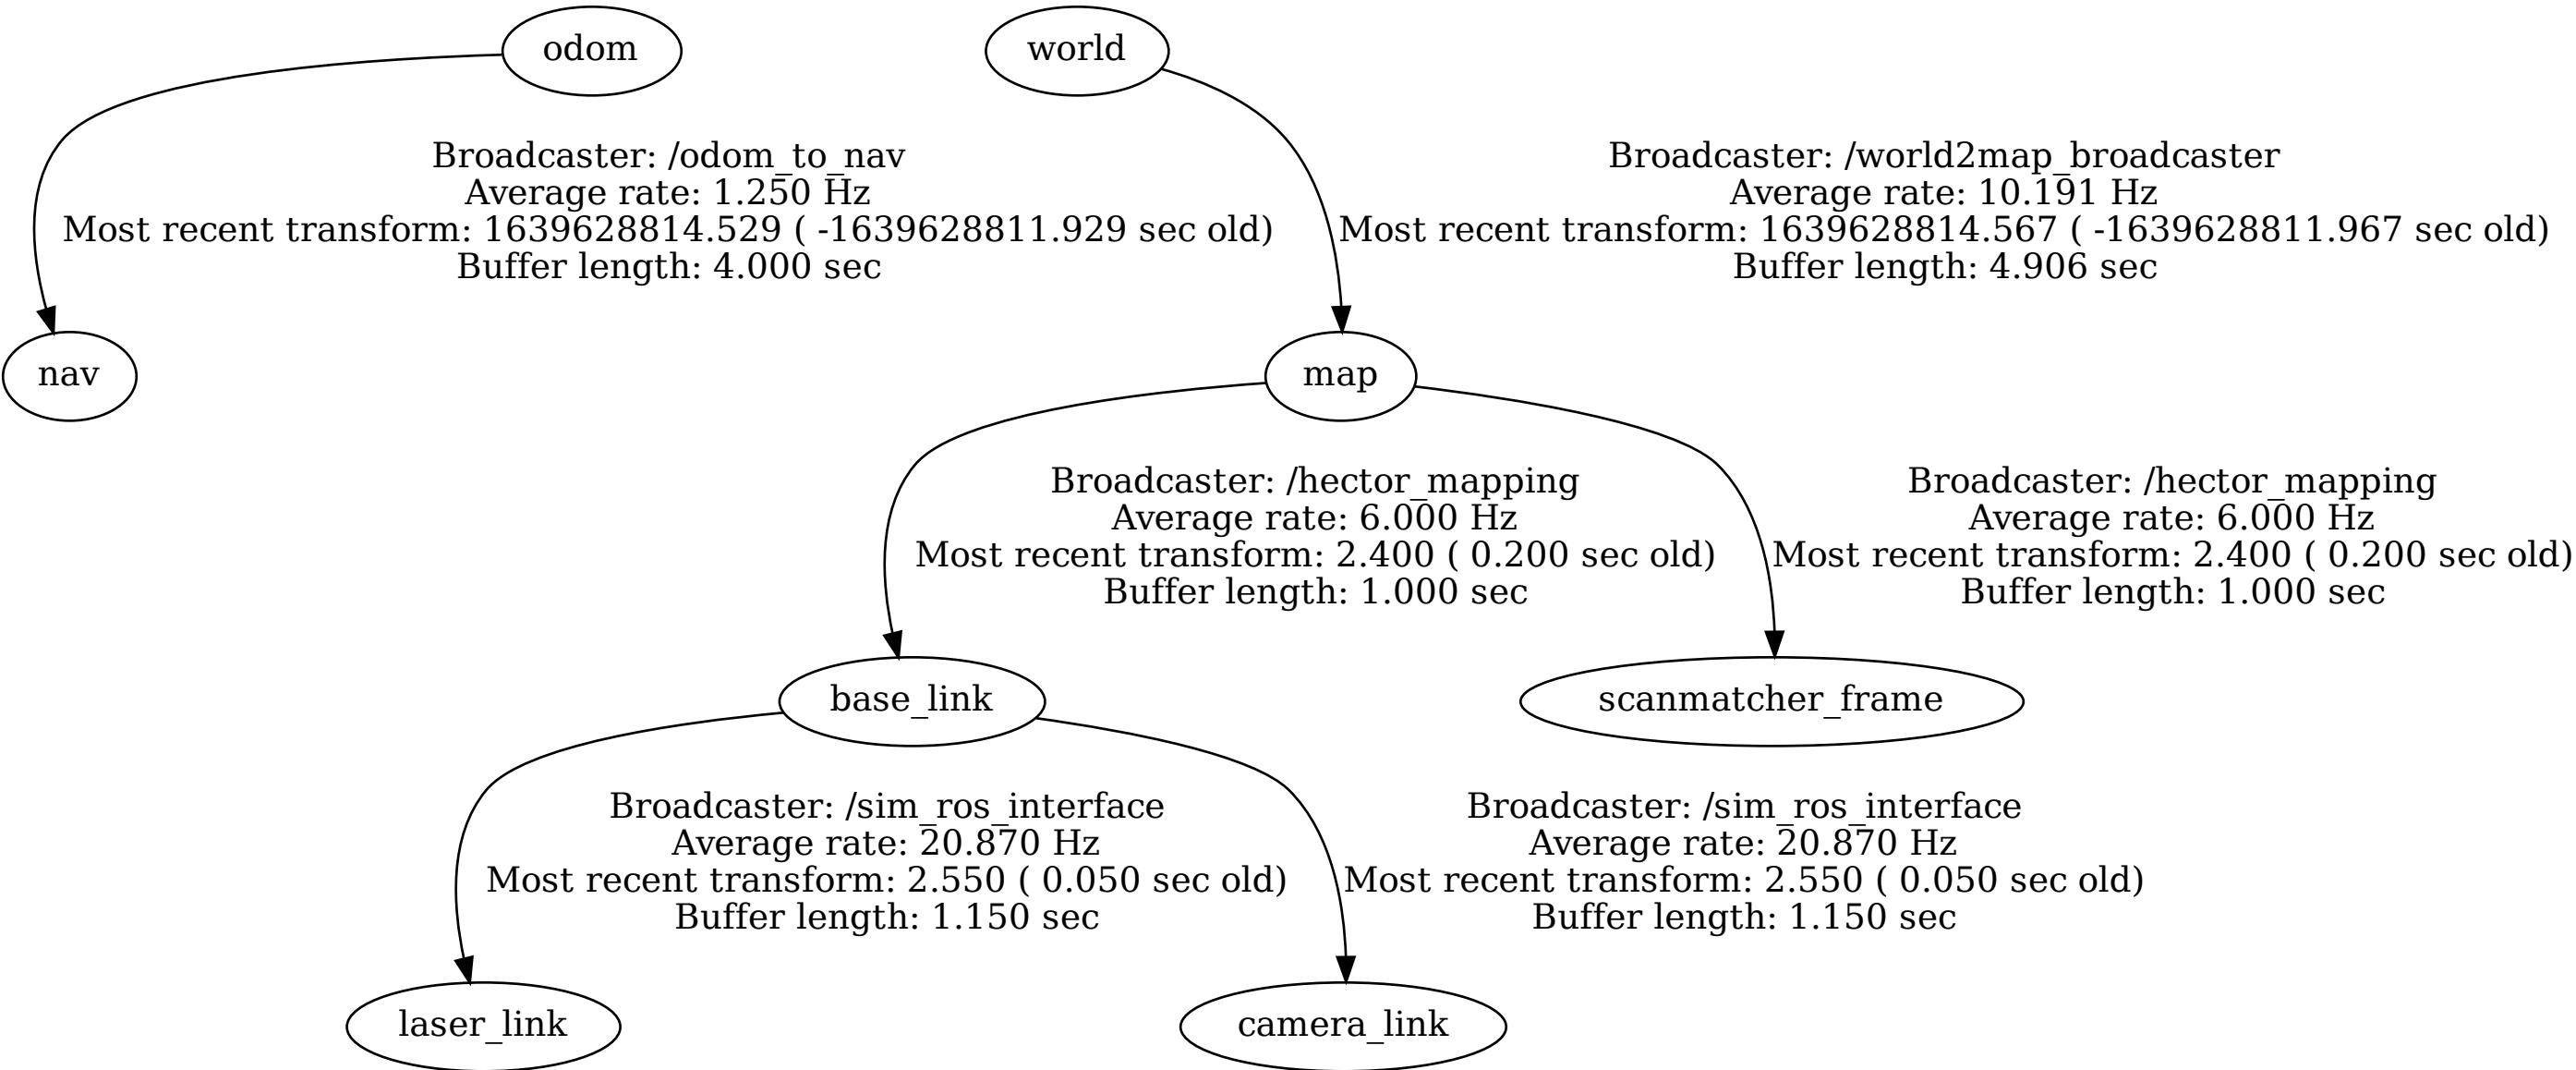 odom
world
Broadcaster: /odom_to_nav
Average rate: 1.250 Hz
Most recent transform: 1639628814.529 ( -1639628811.929 sec old)
Buffer length: 4.000 sec
Broadcaster: /world2map_broadcaster
Average rate: 10.191 Hz
Most recent transform: 1639628814.567 ( -1639628811.967 sec old)
Buffer length: 4.906 sec
nav
map
Broadcaster: /hector_mapping
Average rate: 6.000 Hz
Most recent transform: 2.400 ( 0.200 sec old)
Buffer length: 1.000 sec
Broadcaster: /hector_mapping
Average rate: 6.000 Hz
Most recent transform: 2.400 ( 0.200 sec old)
Buffer length: 1.000 sec
base_link
scanmatcher_frame
Broadcaster: /sim_ros_interface
Average rate: 20.870 Hz
Most recent transform: 2.550 ( 0.050 sec old)
Buffer length: 1.150 sec
Broadcaster: /sim_ros_interface
Average rate: 20.870 Hz
Most recent transform: 2.550 ( 0.050 sec old)
Buffer length: 1.150 sec
laser_link
camera_link